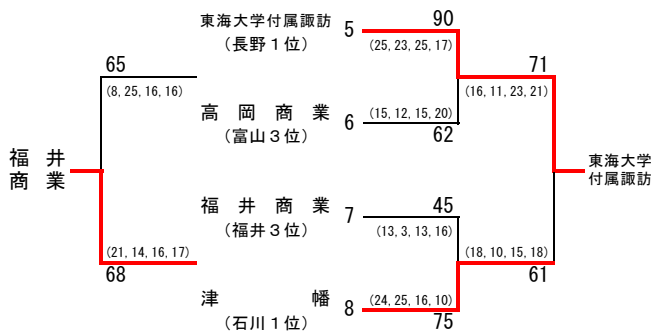 東海大学付属諏訪
（長野１位）
5
90
(25, 23, 25, 17)
65
(8, 25, 16, 16)
71
(16, 11, 23, 21)
高岡商業
（富山３位）
6
(15, 12, 15, 20)
62
福井
商業
東海大学
付属諏訪
福井商業
（福井３位）
7
45
(13, 3, 13, 16)
(21, 14, 16, 17)
68
(18, 10, 15, 18)
61
津幡
（石川１位）
8
(24, 25, 16, 10)
75